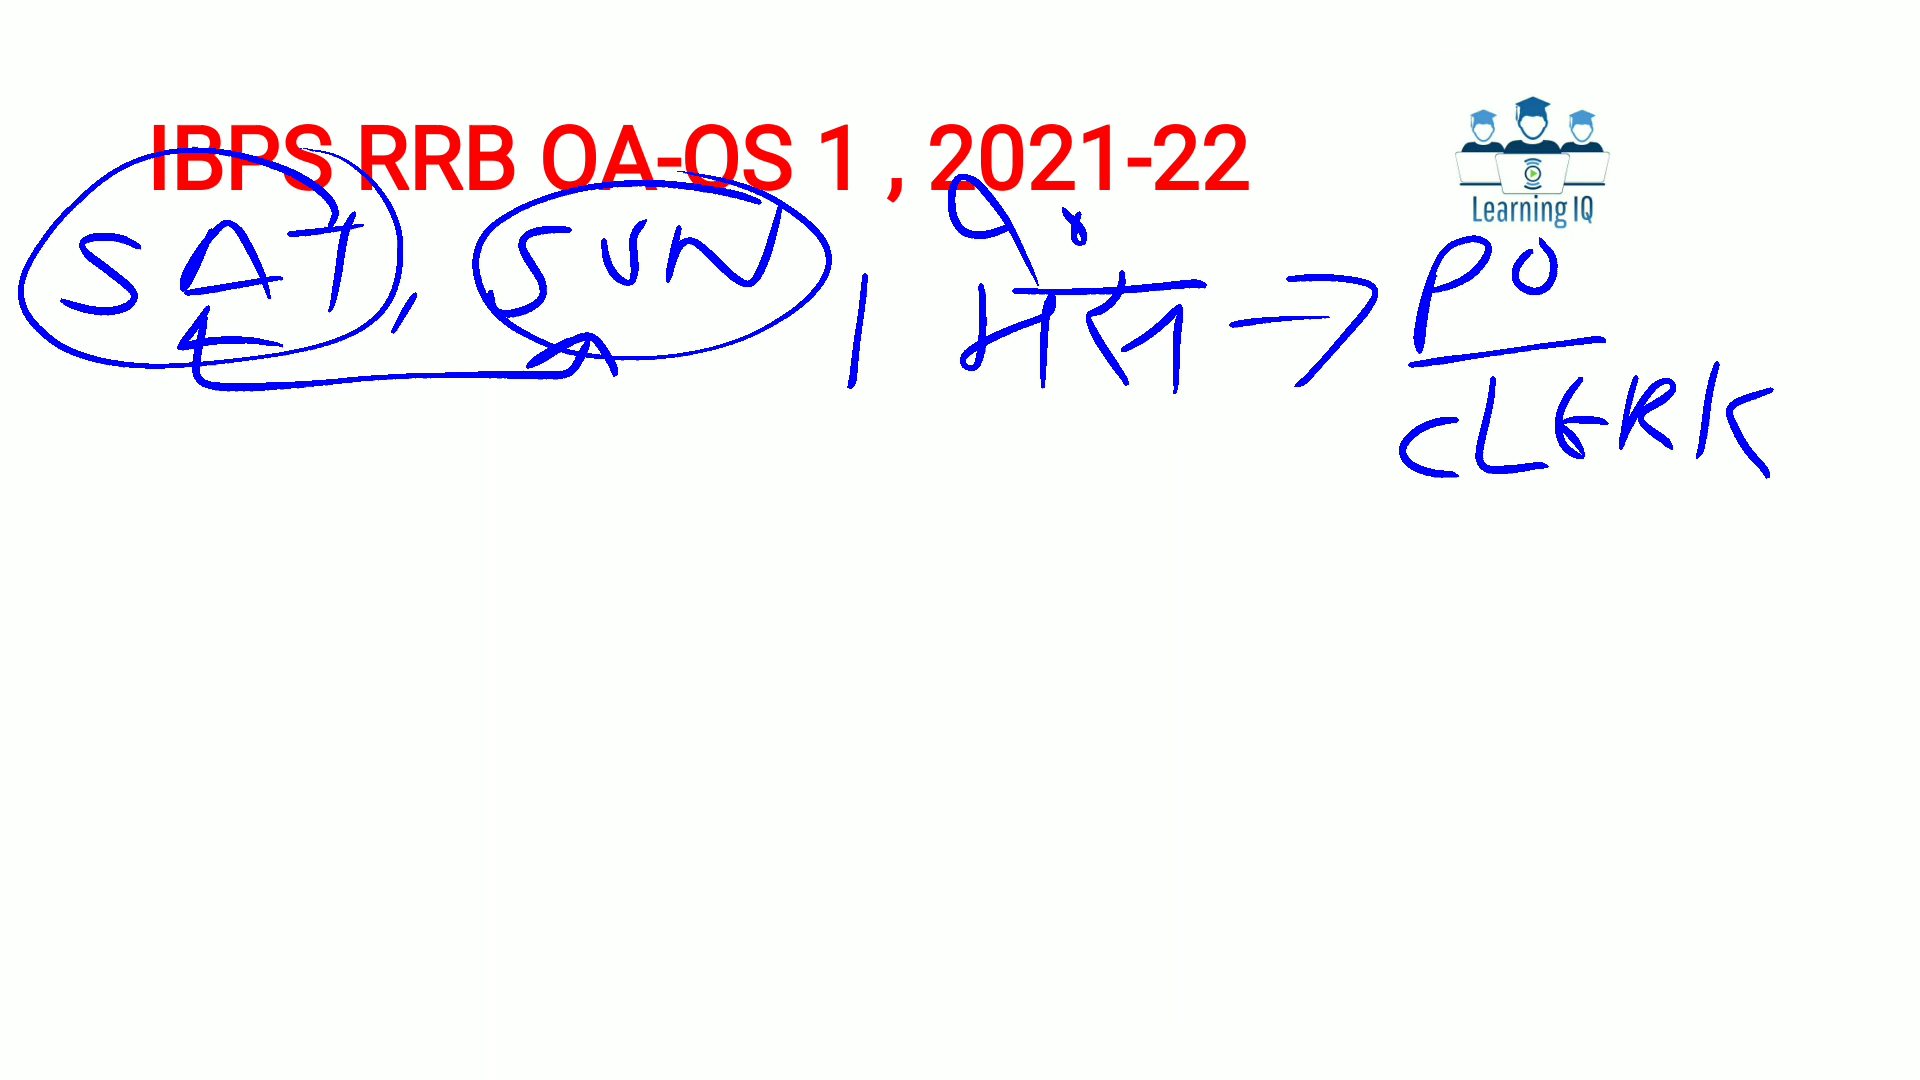 IBPS RRB OA-OS 1 , 2021-22
Learning IQ
SAT, SUN, → PO
CLERK